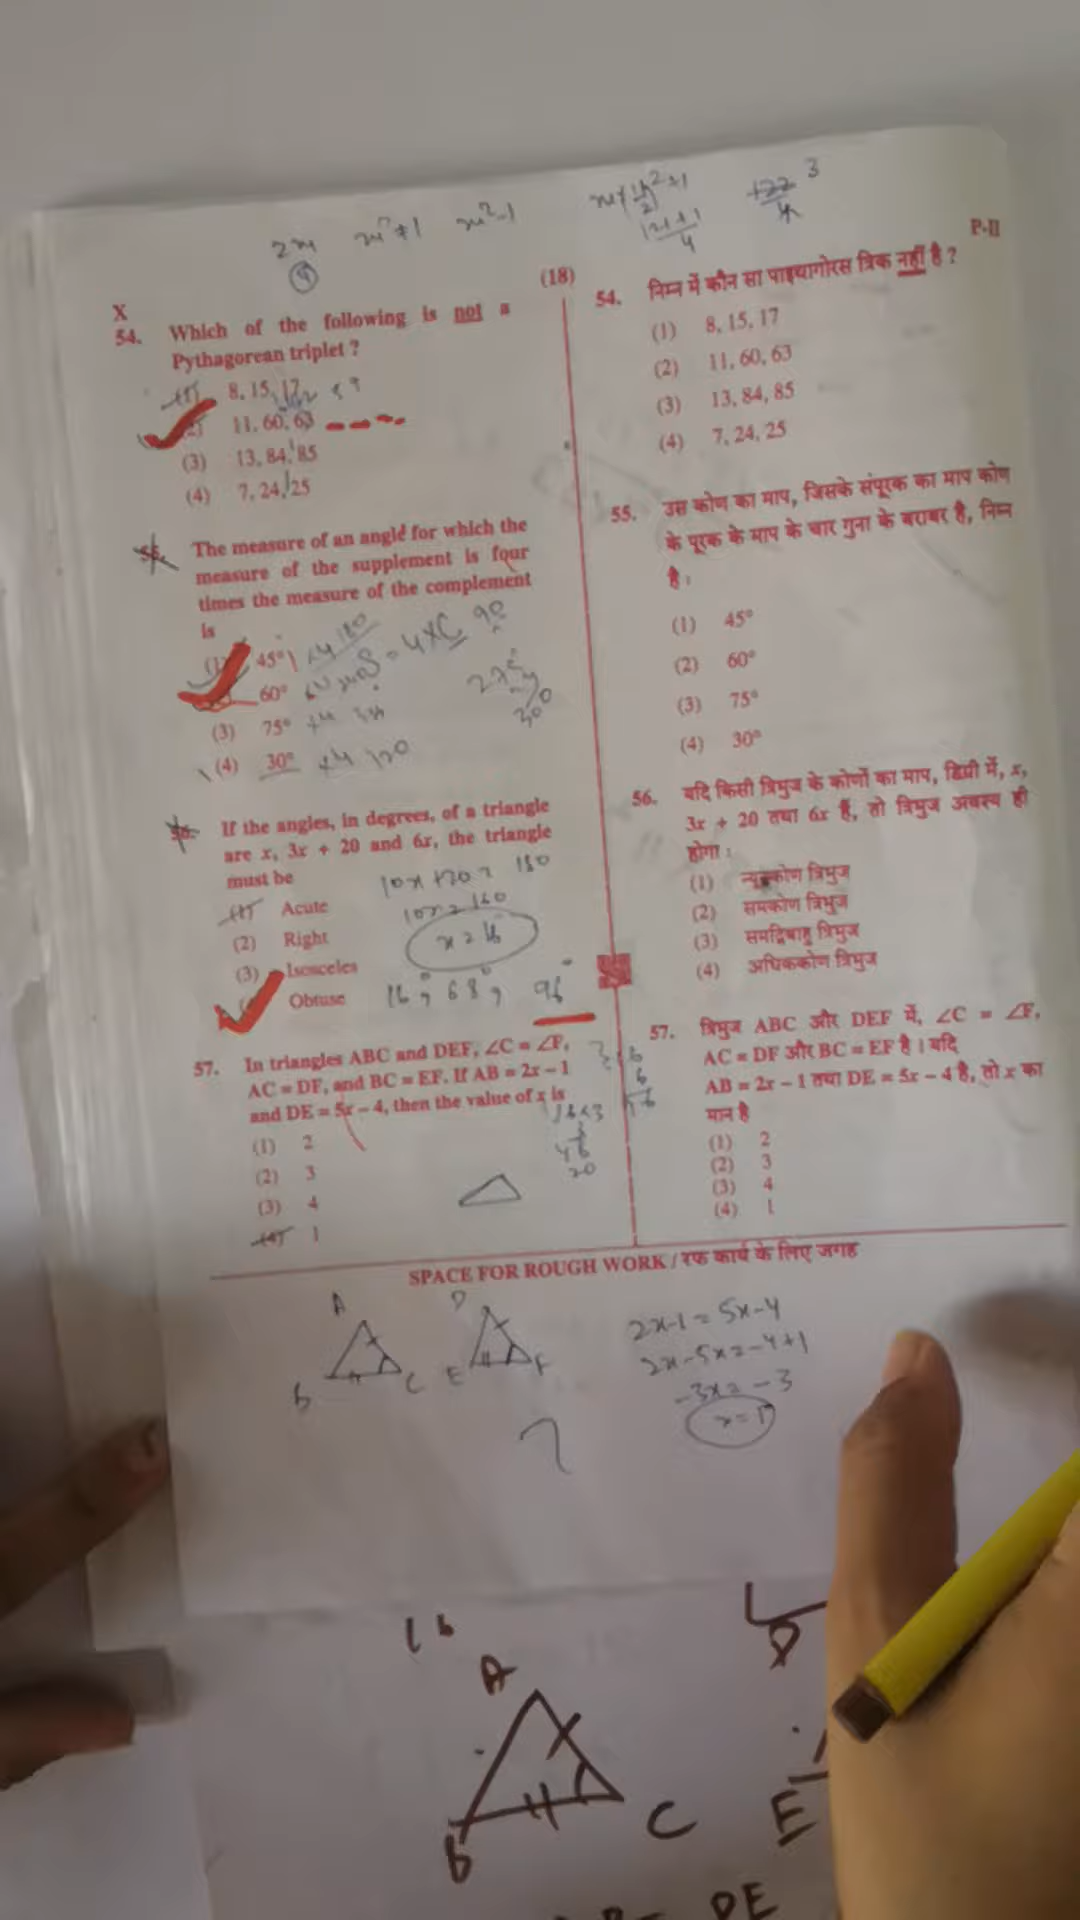 2x x²+1 x²-1
P-II
(18)
X
54. Which of the following is not a
Pythagorean triplet ?
(1) 8, 15, 17
(2) 11, 60, 63
(3) 13, 84, 85
(4) 7, 24, 25
55. The measure of an angle for which the
measure of the supplement is four
times the measure of the complement
is
(1) 45°
60°
(3) 75°
(4) 30°
56. If the angles, in degrees, of a triangle
are x, 3x + 20 and 6x, the triangle
must be
(1) Acute
(2) Right
(3) Isosceles
Obtuse
10x + 20 = 180
10x = 160
x = 16
16°, 68°, 96°
57. In triangles ABC and DEF, ∠C = ∠F,
AC = DF, and BC = EF. If AB = 2x – 1
and DE = 5x – 4, then the value of x is
(1) 2
(2) 3
(3) 4
(4) 1
54. निम्न में कौन सा पाइथागोरस त्रिक नहीं है ?
(1) 8, 15, 17
(2) 11, 60, 63
(3) 13, 84, 85
(4) 7, 24, 25
55. उस कोण का माप, जिसके संपूरक का माप कोण
के पूरक के माप के चार गुना के बराबर है, निम्न
है :
(1) 45°
(2) 60°
(3) 75°
(4) 30°
56. यदि किसी त्रिभुज के कोणों का माप, डिग्री में, x,
3x + 20 तथा 6x हैं, तो त्रिभुज अवश्य ही
होगा :
(1) न्यूनकोण त्रिभुज
(2) समकोण त्रिभुज
(3) समद्विबाहु त्रिभुज
(4) अधिककोण त्रिभुज
57. त्रिभुज ABC और DEF में, ∠C = ∠F,
AC = DF और BC = EF है । यदि
AB = 2x – 1 तथा DE = 5x – 4 है, तो x का
मान है
(1) 2
(2) 3
(3) 4
(4) 1
SPACE FOR ROUGH WORK / रफ कार्य के लिए जगह
A D
B C E F
2x-1 = 5x-4
2x-5x = -4+1
-3x = -3
x = 1
16
A D
B C E
DE